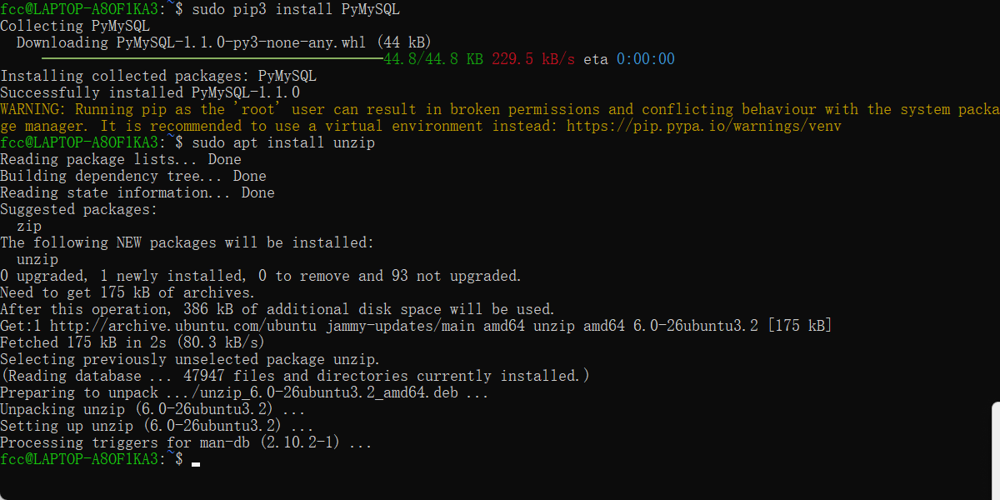 fcc@LAPTOP-A8OF1KA3:~$ sudo pip3 install PyMySQL
Collecting PyMySQL
  Downloading PyMySQL-1.1.0-py3-none-any.whl (44 kB)
     ━━━━━━━━━━━━━━━━━━━━━━━━━━━━━━━━━━━━━━━━ 44.8/44.8 KB 229.5 kB/s eta 0:00:00
Installing collected packages: PyMySQL
Successfully installed PyMySQL-1.1.0
WARNING: Running pip as the 'root' user can result in broken permissions and conflicting behaviour with the system packa
ge manager. It is recommended to use a virtual environment instead: https://pip.pypa.io/warnings/venv
fcc@LAPTOP-A8OF1KA3:~$ sudo apt install unzip
Reading package lists... Done
Building dependency tree... Done
Reading state information... Done
Suggested packages:
  zip
The following NEW packages will be installed:
  unzip
0 upgraded, 1 newly installed, 0 to remove and 93 not upgraded.
Need to get 175 kB of archives.
After this operation, 386 kB of additional disk space will be used.
Get:1 http://archive.ubuntu.com/ubuntu jammy-updates/main amd64 unzip amd64 6.0-26ubuntu3.2 [175 kB]
Fetched 175 kB in 2s (80.3 kB/s)
Selecting previously unselected package unzip.
(Reading database ... 47947 files and directories currently installed.)
Preparing to unpack .../unzip_6.0-26ubuntu3.2_amd64.deb ...
Unpacking unzip (6.0-26ubuntu3.2) ...
Setting up unzip (6.0-26ubuntu3.2) ...
Processing triggers for man-db (2.10.2-1) ...
fcc@LAPTOP-A8OF1KA3:~$